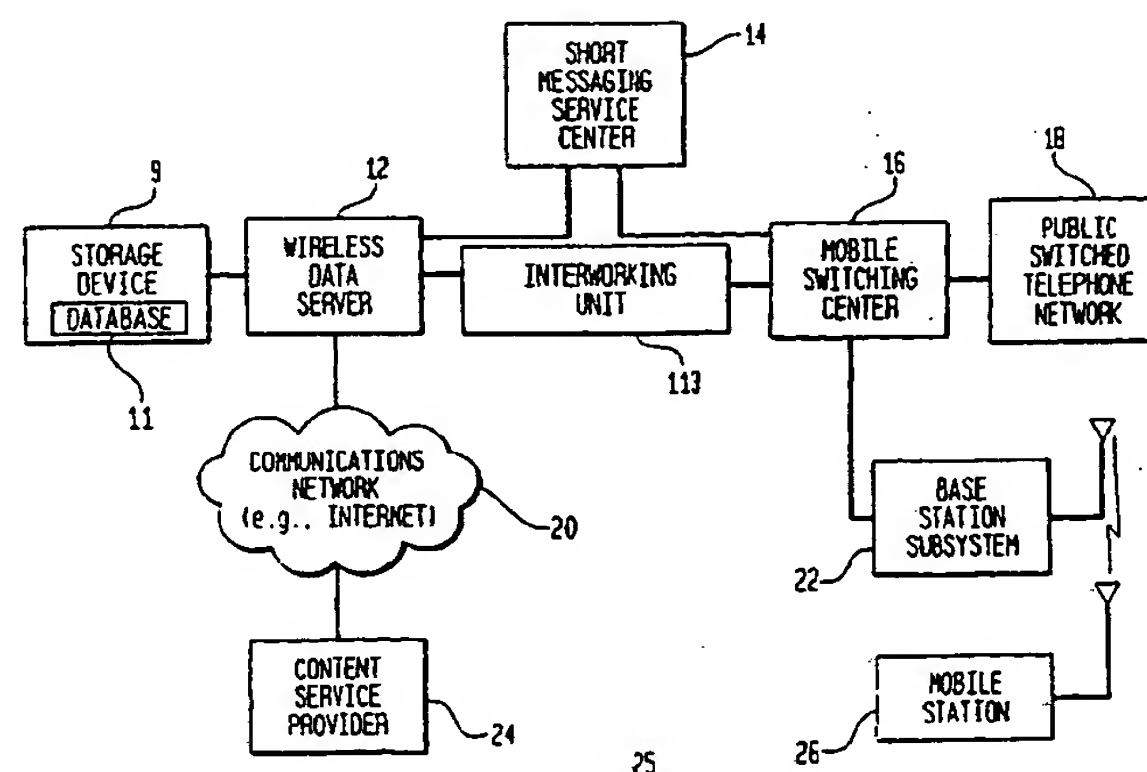 14
SHORT
MESSAGING
SERVICE
CENTER
9
12
16
18
STORAGE
DEVICE
DATABASE
11
WIRELESS
DATA
SERVER
INTERWORKING
UNIT
113
MOBILE
SWITCHING
CENTER
PUBLIC
SWITCHED
TELEPHONE
NETWORK
COMMUNICATIONS
NETWORK
(e.g., INTERNET)
20
BASE
STATION
SUBSYSTEM
22
CONTENT
SERVICE
PROVIDER
24
MOBILE
STATION
26
25